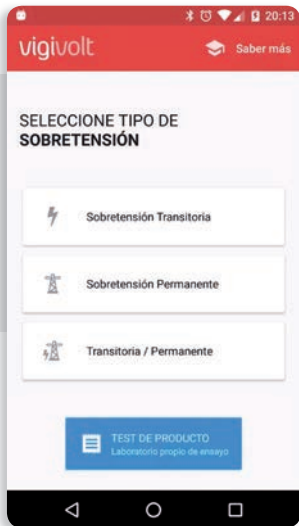 20:13
vigivolt
Saber más
SELECCIONE TIPO DE
SOBRETENSIÓN
Sobretensión Transitoria
Sobretensión Permanente
Transitoria / Permanente
TEST DE PRODUCTO
Laboratorio propio de ensayo